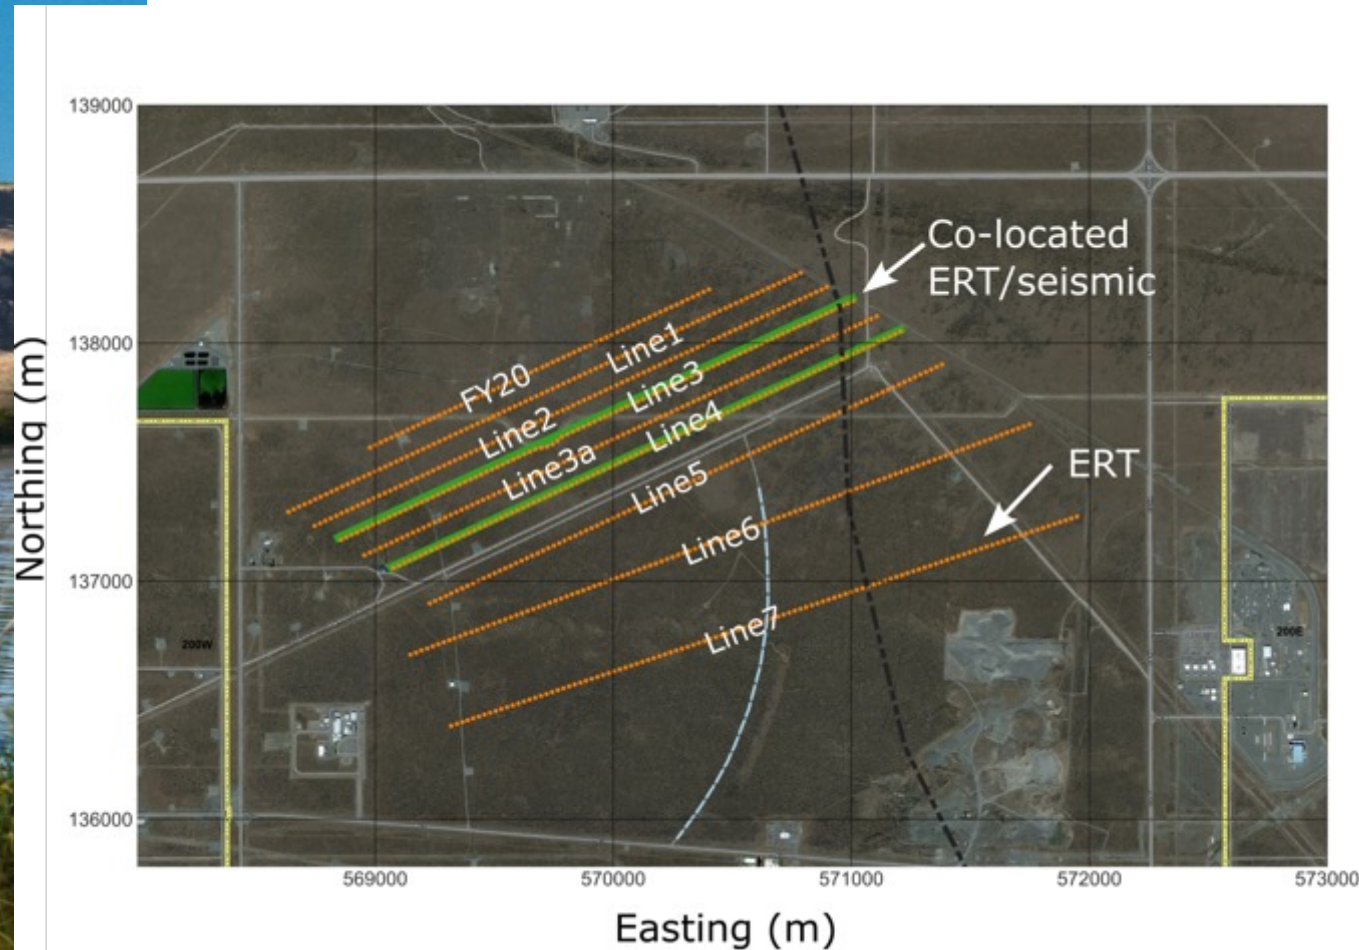 139000
138000
137000
136000
Northing (m)
Co-located
ERT/seismic
ERT
FY20
Line1
Line2
Line3
Line3a
Line4
Line5
Line6
Line7
200W
200E
569000
570000
571000
572000
573000
Easting (m)